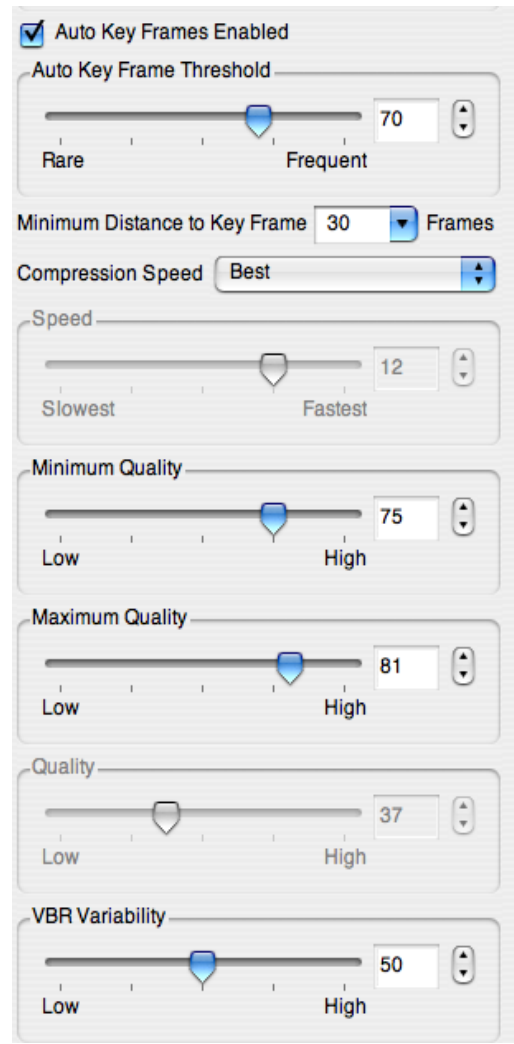 Auto Key Frames Enabled
Auto Key Frame Threshold
70
Rare Frequent
Minimum Distance to Key Frame 30 Frames
Compression Speed Best
Speed
12
Slowest Fastest
Minimum Quality
75
Low High
Maximum Quality
81
Low High
Quality
37
Low High
VBR Variability
50
Low High